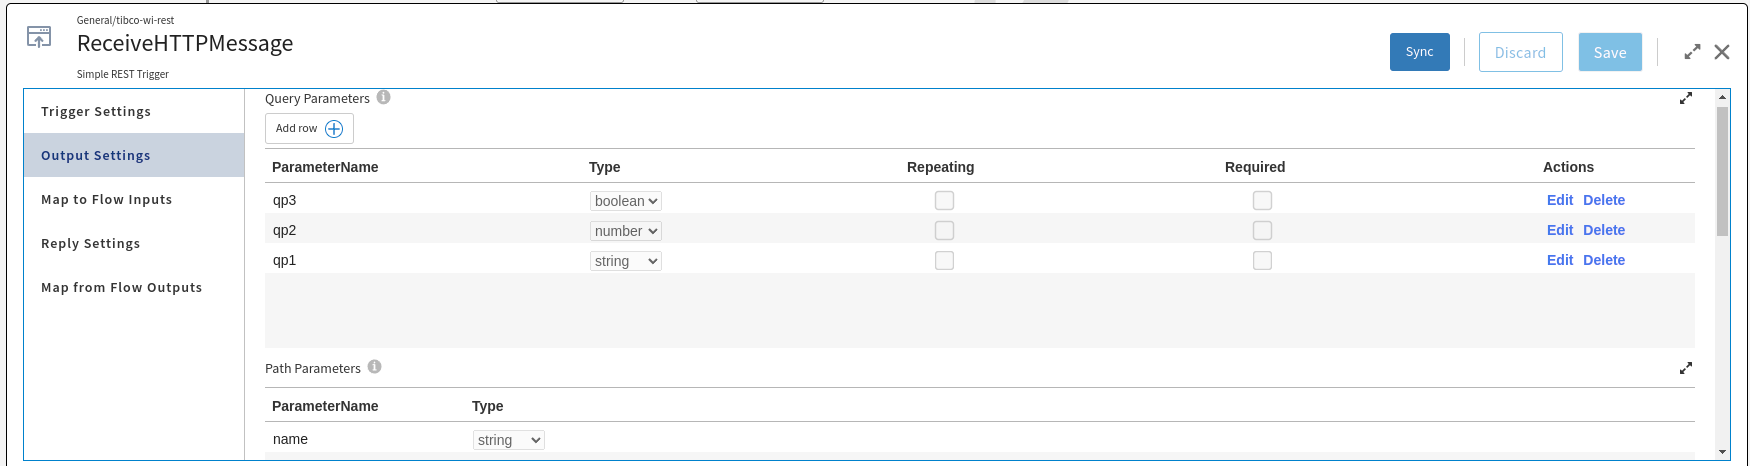 General/tibco-wi-rest
ReceiveHTTPMessage
Simple REST Trigger
Sync
Discard
Save
Trigger Settings
Output Settings
Map to Flow Inputs
Reply Settings
Map from Flow Outputs
Query Parameters
Add row
ParameterName Type Repeating Required Actions
qp3 boolean Edit Delete
qp2 number Edit Delete
qp1 string Edit Delete
Path Parameters
ParameterName Type
name string